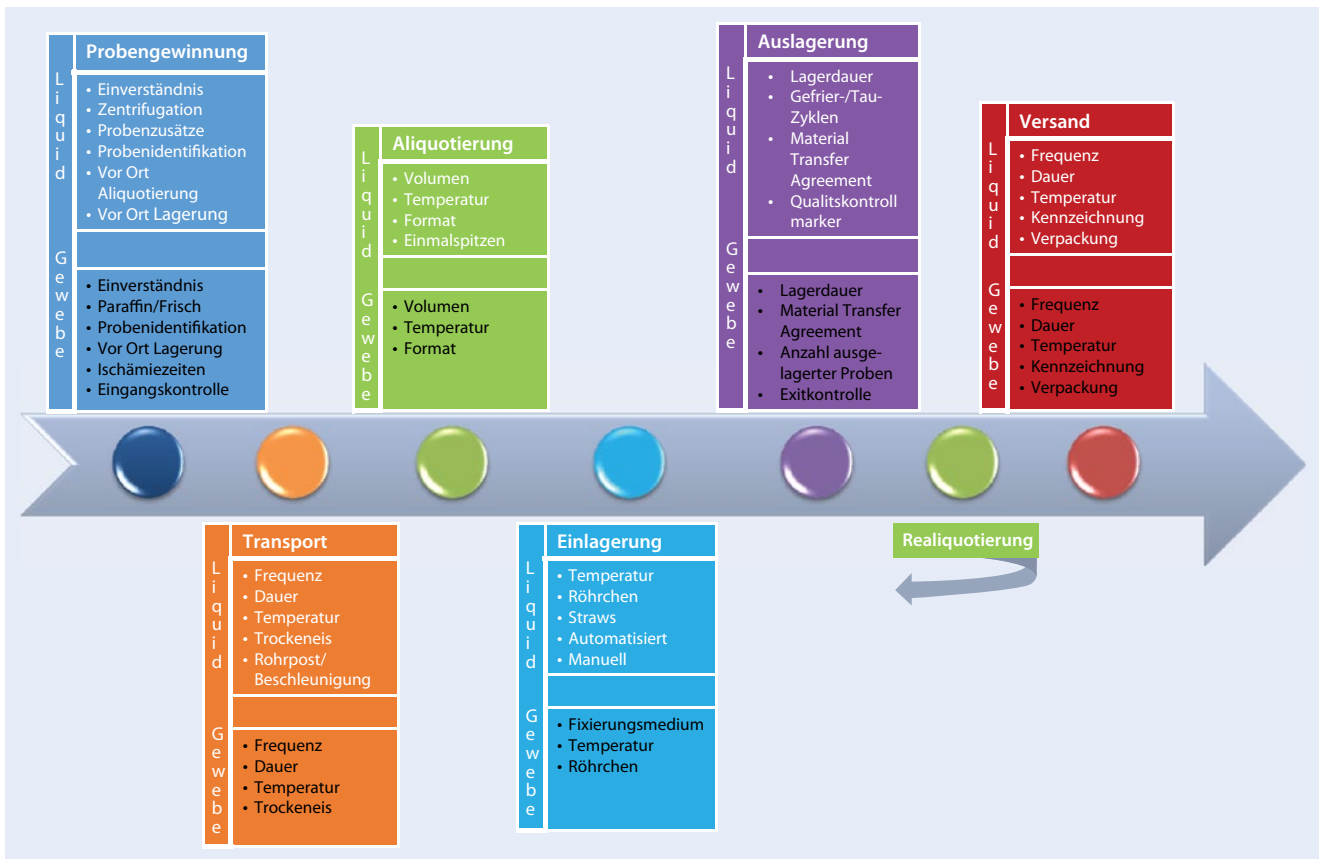 Probengewinnung
Liquid
• Einverständnis
• Zentrifugation
• Probenzusätze
• Probenidentifikation
• Vor Ort
Aliquotierung
• Vor Ort Lagerung
Gewebe
• Einverständnis
• Paraffin/Frisch
• Probenidentifikation
• Vor Ort Lagerung
• Ischämiezeiten
• Eingangskontrolle
Aliquotierung
Liquid
• Volumen
• Temperatur
• Format
• Einmalspitzen
Gewebe
• Volumen
• Temperatur
• Format
Auslagerung
Liquid
• Lagerdauer
• Gefrier-/Tau-
Zyklen
• Material
Transfer
Agreement
• Qualitskontroll
marker
Gewebe
• Lagerdauer
• Material Transfer
Agreement
• Anzahl ausge-
lagerter Proben
• Exitkontrolle
Versand
Liquid
• Frequenz
• Dauer
• Temperatur
• Kennzeichnung
• Verpackung
Gewebe
• Frequenz
• Dauer
• Temperatur
• Kennzeichnung
• Verpackung
Transport
Liquid
• Frequenz
• Dauer
• Temperatur
• Trockeneis
• Rohrpost/
Beschleunigung
Gewebe
• Frequenz
• Dauer
• Temperatur
• Trockeneis
Einlagerung
Liquid
• Temperatur
• Röhrchen
• Straws
• Automatisiert
• Manuell
Gewebe
• Fixierungsmedium
• Temperatur
• Röhrchen
Realiquotierung